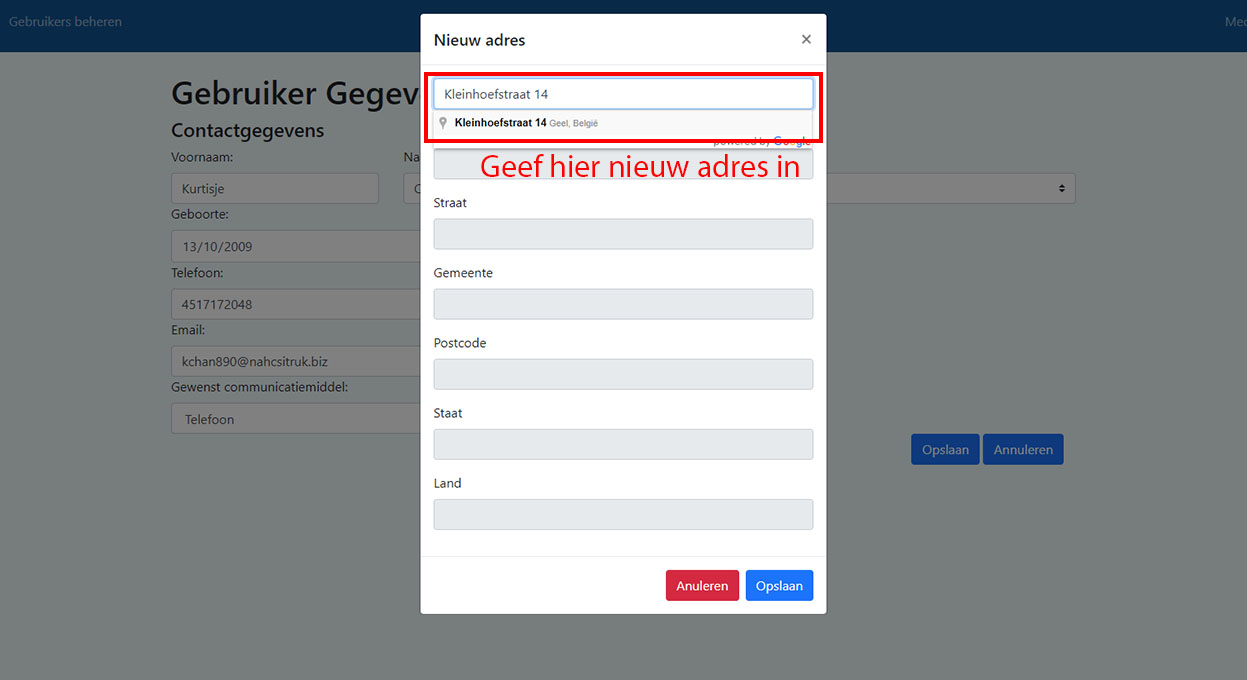 Gebruikers beheren
Nieuw adres
×
Gebruiker Gegev
Kleinhoefstraat 14
Kleinhoefstraat 14 Geel, België
powered by Google
Contactgegevens
Voornaam:
Geef hier nieuw adres in
Kurtisje
Straat
Geboorte:
13/10/2009
Gemeente
Telefoon:
4517172048
Email:
Postcode
kchan890@nahcsitruk.biz
Gewenst communicatiemiddel:
Staat
Telefoon
Opslaan Annuleren
Land
Anuleren Opslaan